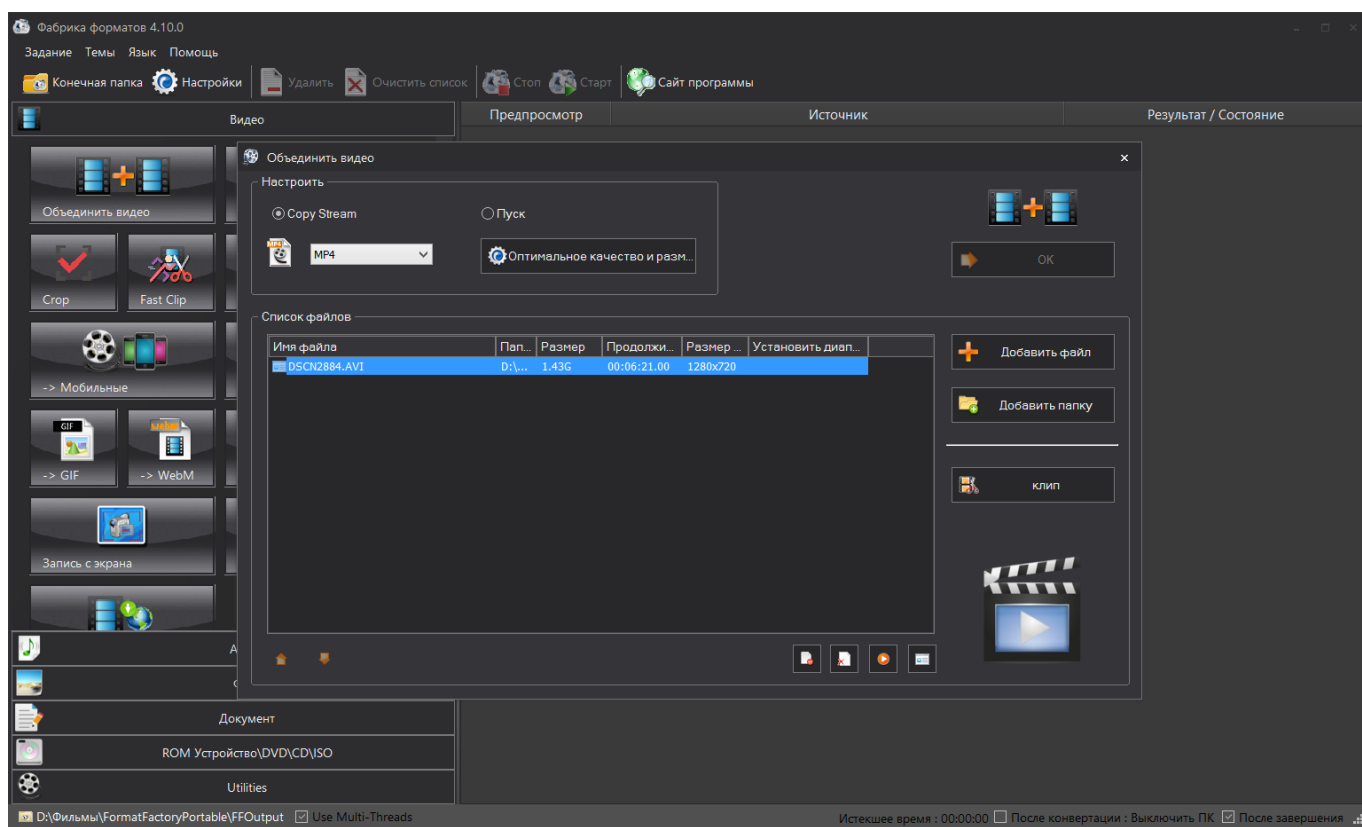 Фабрика форматов 4.10.0
Задание Темы Язык Помощь
Конечная папка Настройки Удалить Очистить список Стоп Старт Сайт программы
Видео Предпросмотр Источник Результат / Состояние
Объединить видео
Настроить
Copy Stream Пуск
MP4 Оптимальное качество и разм...
OK
Объединить видео
Crop Fast Clip
-> Мобильные
GIF
-> GIF -> WebM
Запись с экрана
Список файлов
Имя файла Пап... Размер Продолжи... Размер ... Установить диап...
DSCN2884.AVI D:\... 1.43G 00:06:21.00 1280x720
Добавить файл
Добавить папку
клип
Документ
ROM Устройство\DVD\CD\ISO
Utilities
D:\Фильмы\FormatFactoryPortable\FFOutput Use Multi-Threads Истекшее время : 00:00:00 После конвертации : Выключить ПК После завершения